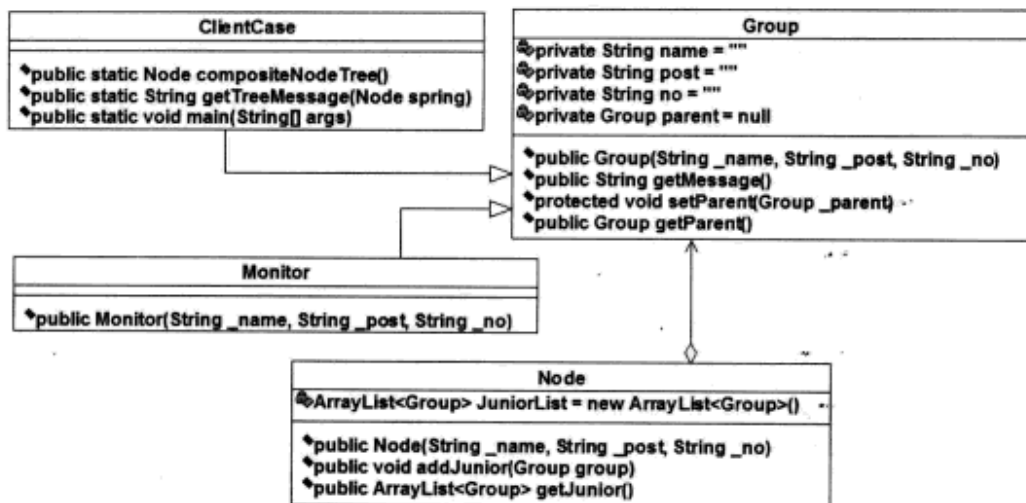 ClientCase
public static Node compositeNodeTree()
public static String getTreeMessage(Node spring)
public static void main(String[] args)
Group
private String name = ""
private String post = ""
private String no = ""
private Group parent = null
public Group(String _name, String _post, String _no)
public String getMessage()
protected void setParent(Group _parent)
public Group getParent()
Monitor
public Monitor(String _name, String _post, String _no)
Node
ArrayList<Group> JuniorList = new ArrayList<Group>()
public Node(String _name, String _post, String _no)
public void addJunior(Group group)
public ArrayList<Group> getJunior()